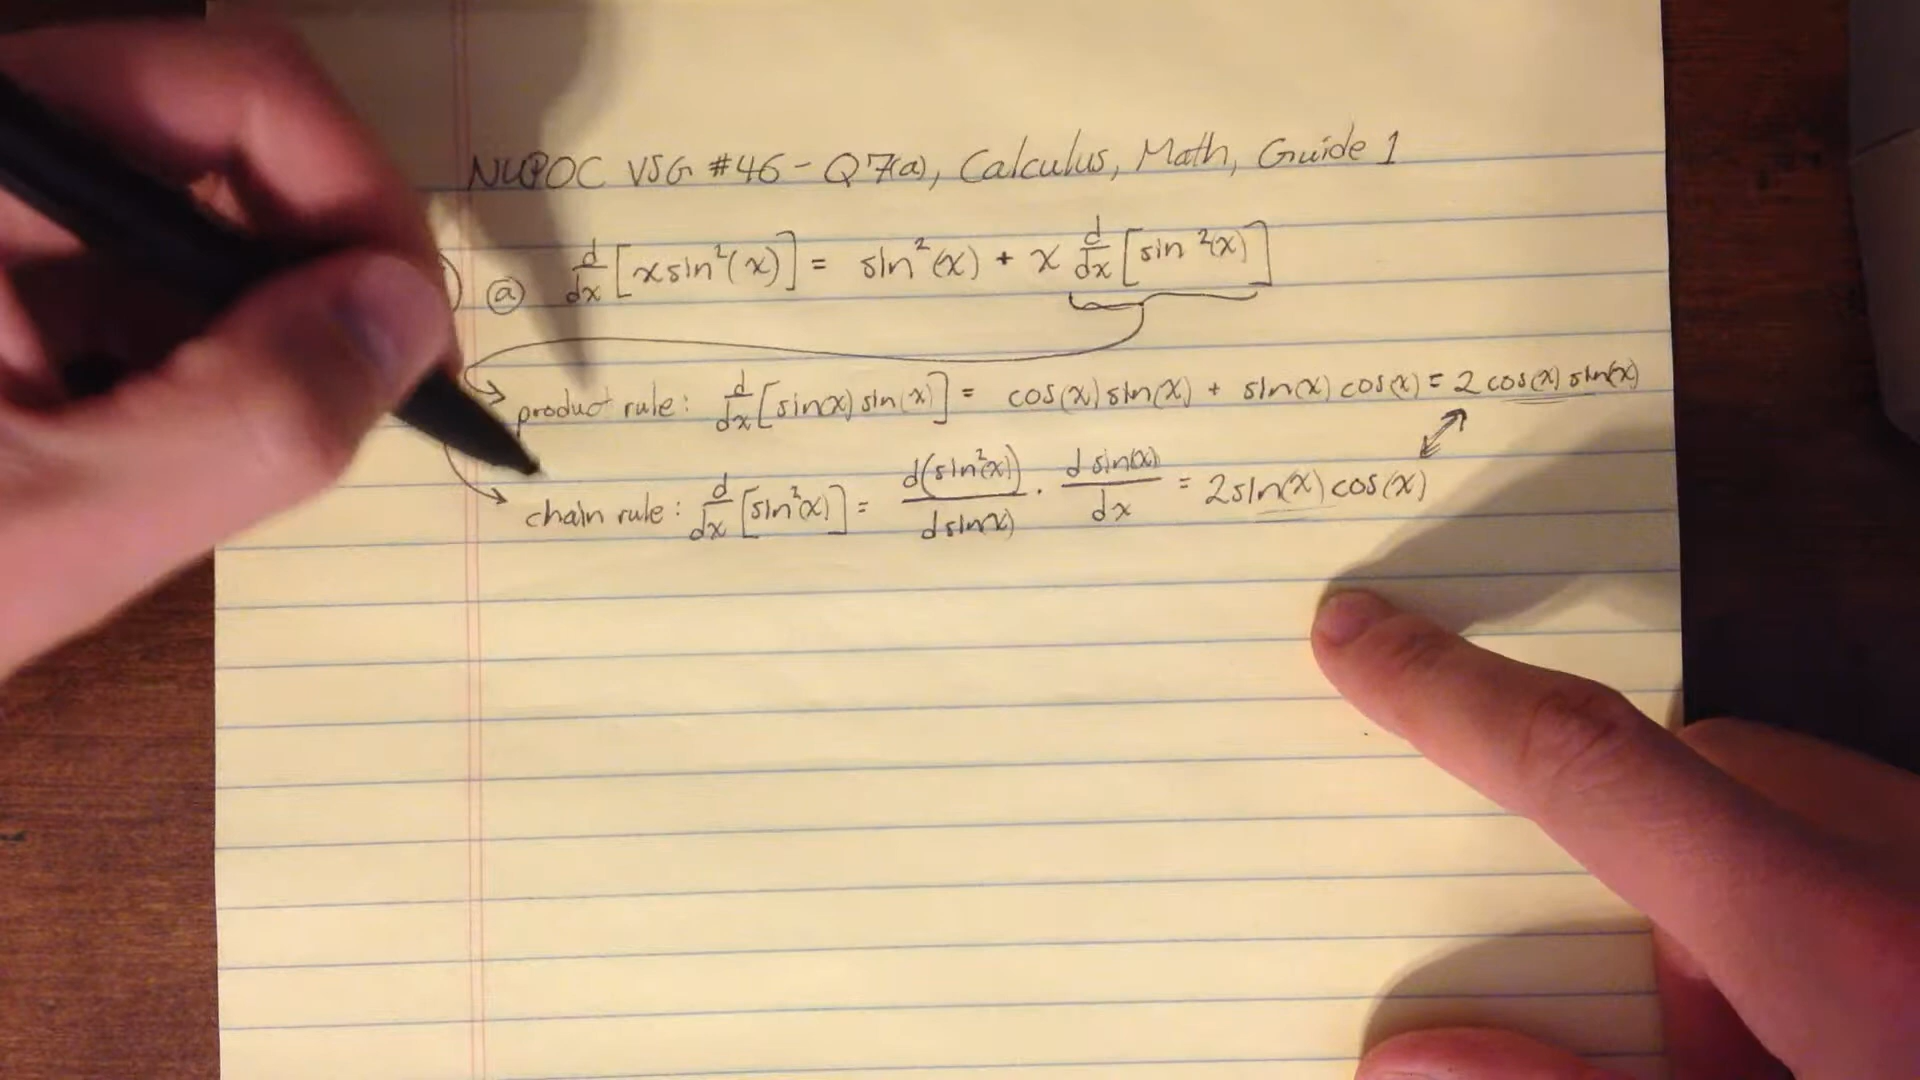 NUPOC VSG #46 - Q7(a), Calculus, Math, Guide 1
(a) d/dx [x sin²(x)] = sin²(x) + x d/dx [sin²(x)]
product rule: d/dx [sin(x) sin(x)] = cos(x) sin(x) + sin(x) cos(x) = 2 cos(x) sin(x)
chain rule: d/dx [sin²(x)] = d(sin²(x))/d sin(x) · d sin(x)/dx = 2 sin(x) cos(x)